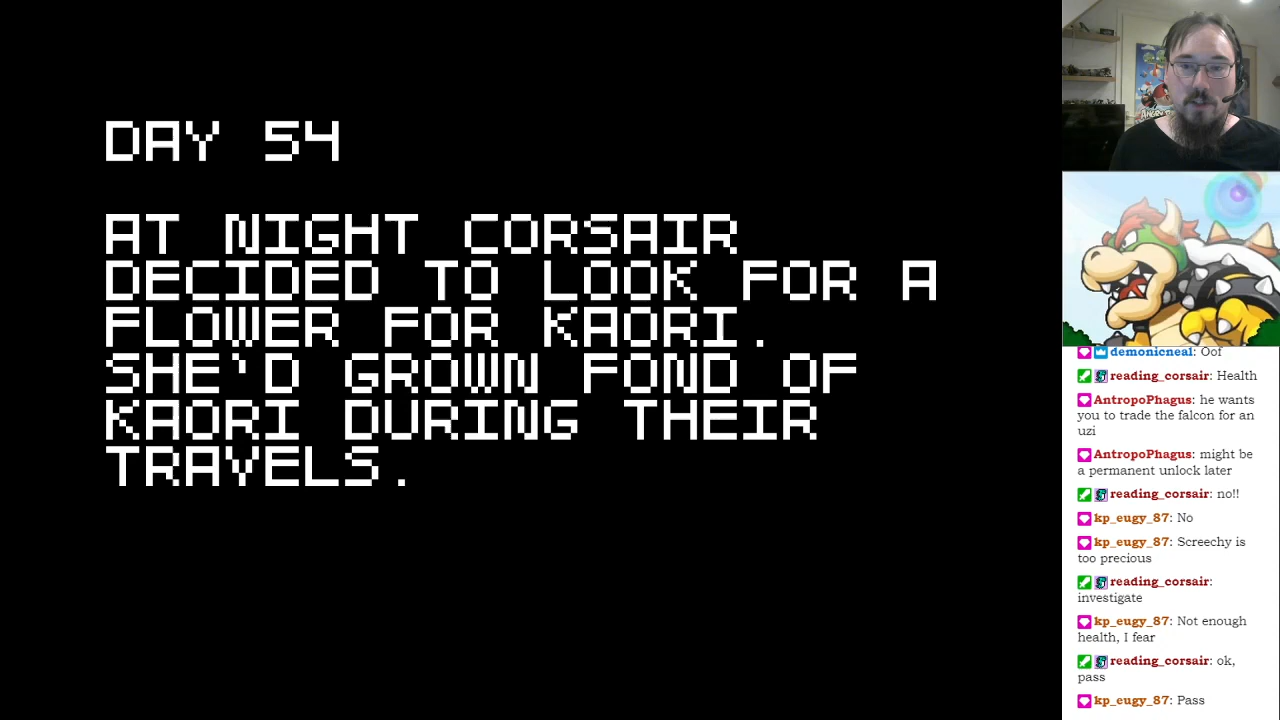 DAY 54
AT NIGHT CORSAIR
DECIDED TO LOOK FOR A
FLOWER FOR KAORI.
SHE'D GROWN FOND OF
KAORI DURING THEIR
TRAVELS.
ANGRY
demonicneal: Oof
reading_corsair: Health
AntropoPhagus: he wants
you to trade the falcon for an
uzi
AntropoPhagus: might be
a permanent unlock later
reading_corsair: no!!
kp_eugy_87: No
kp_eugy_87: Screechy is
too precious
reading_corsair:
investigate
kp_eugy_87: Not enough
health, I fear
reading_corsair: ok,
pass
kp_eugy_87: Pass